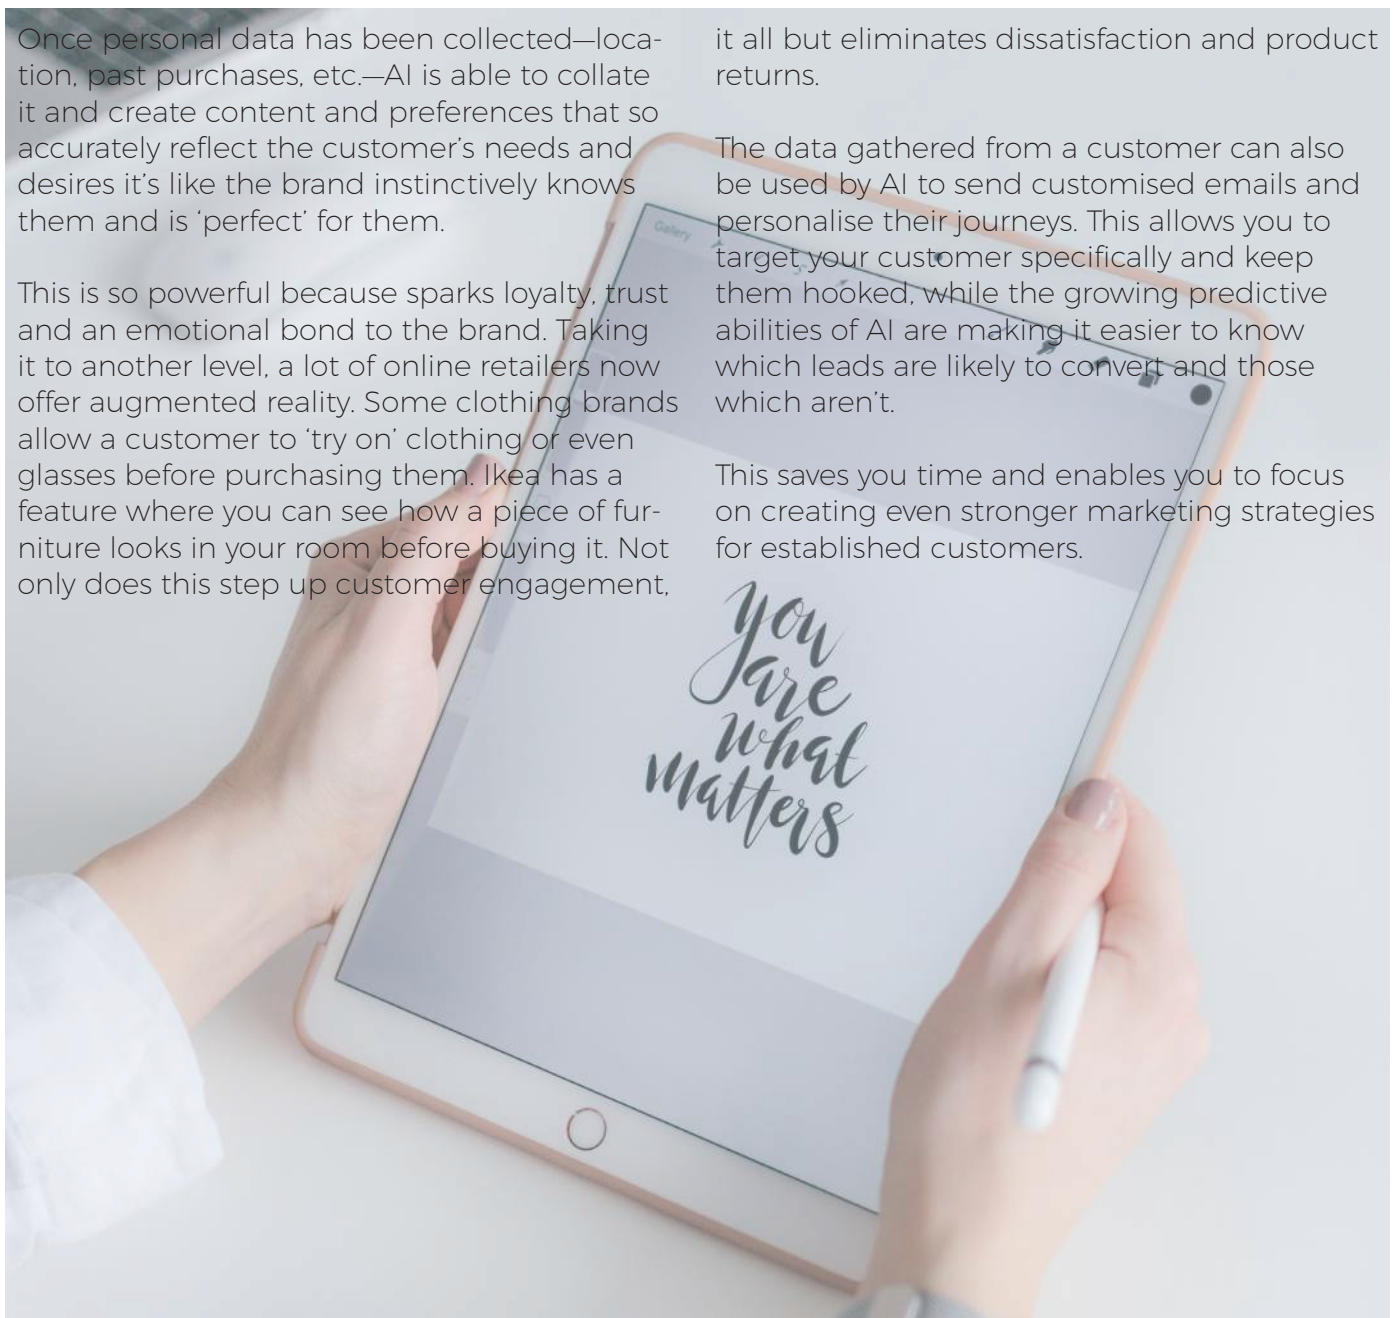 Once personal data has been collected—loca-
tion, past purchases, etc.—AI is able to collate
it and create content and preferences that so
accurately reflect the customer’s needs and
desires it’s like the brand instinctively knows
them and is ‘perfect’ for them.
This is so powerful because sparks loyalty, trust
and an emotional bond to the brand. Taking
it to another level, a lot of online retailers now
offer augmented reality. Some clothing brands
allow a customer to ‘try on’ clothing or even
glasses before purchasing them. Ikea has a
feature where you can see how a piece of fur-
niture looks in your room before buying it. Not
only does this step up customer engagement,
it all but eliminates dissatisfaction and product
returns.
The data gathered from a customer can also
be used by AI to send customised emails and
personalise their journeys. This allows you to
target your customer specifically and keep
them hooked, while the growing predictive
abilities of AI are making it easier to know
which leads are likely to convert and those
which aren’t.
This saves you time and enables you to focus
on creating even stronger marketing strategies
for established customers.
Gallery
you
are
what
matters